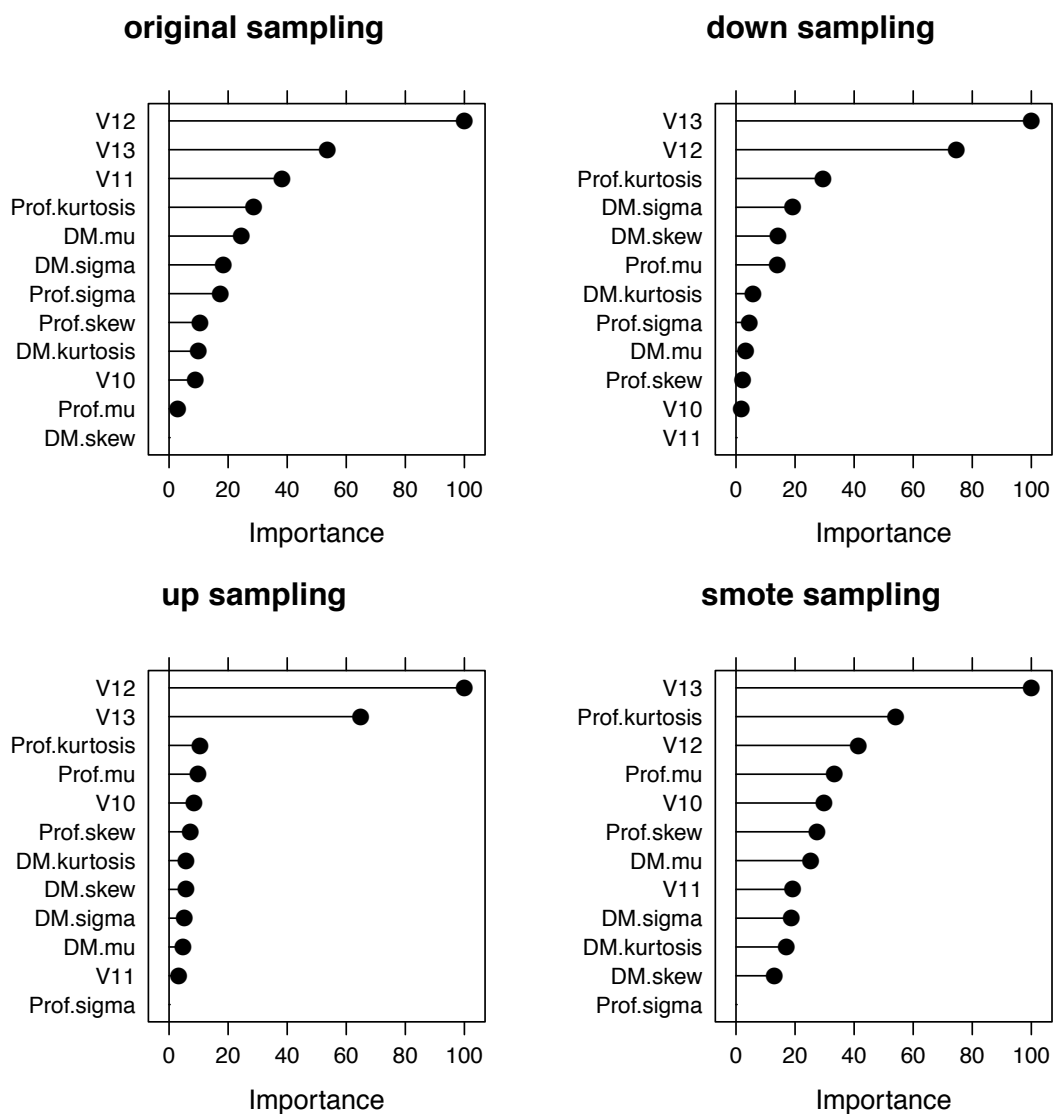 original sampling
V12
V13
V11
Prof.kurtosis
DM.mu
DM.sigma
Prof.sigma
Prof.skew
DM.kurtosis
V10
Prof.mu
DM.skew
0 20 40 60 80 100
Importance
down sampling
V13
V12
Prof.kurtosis
DM.sigma
DM.skew
Prof.mu
DM.kurtosis
Prof.sigma
DM.mu
Prof.skew
V10
V11
0 20 40 60 80 100
Importance
up sampling
V12
V13
Prof.kurtosis
Prof.mu
V10
Prof.skew
DM.kurtosis
DM.skew
DM.sigma
DM.mu
V11
Prof.sigma
0 20 40 60 80 100
Importance
smote sampling
V13
Prof.kurtosis
V12
Prof.mu
V10
Prof.skew
DM.mu
V11
DM.sigma
DM.kurtosis
DM.skew
Prof.sigma
0 20 40 60 80 100
Importance